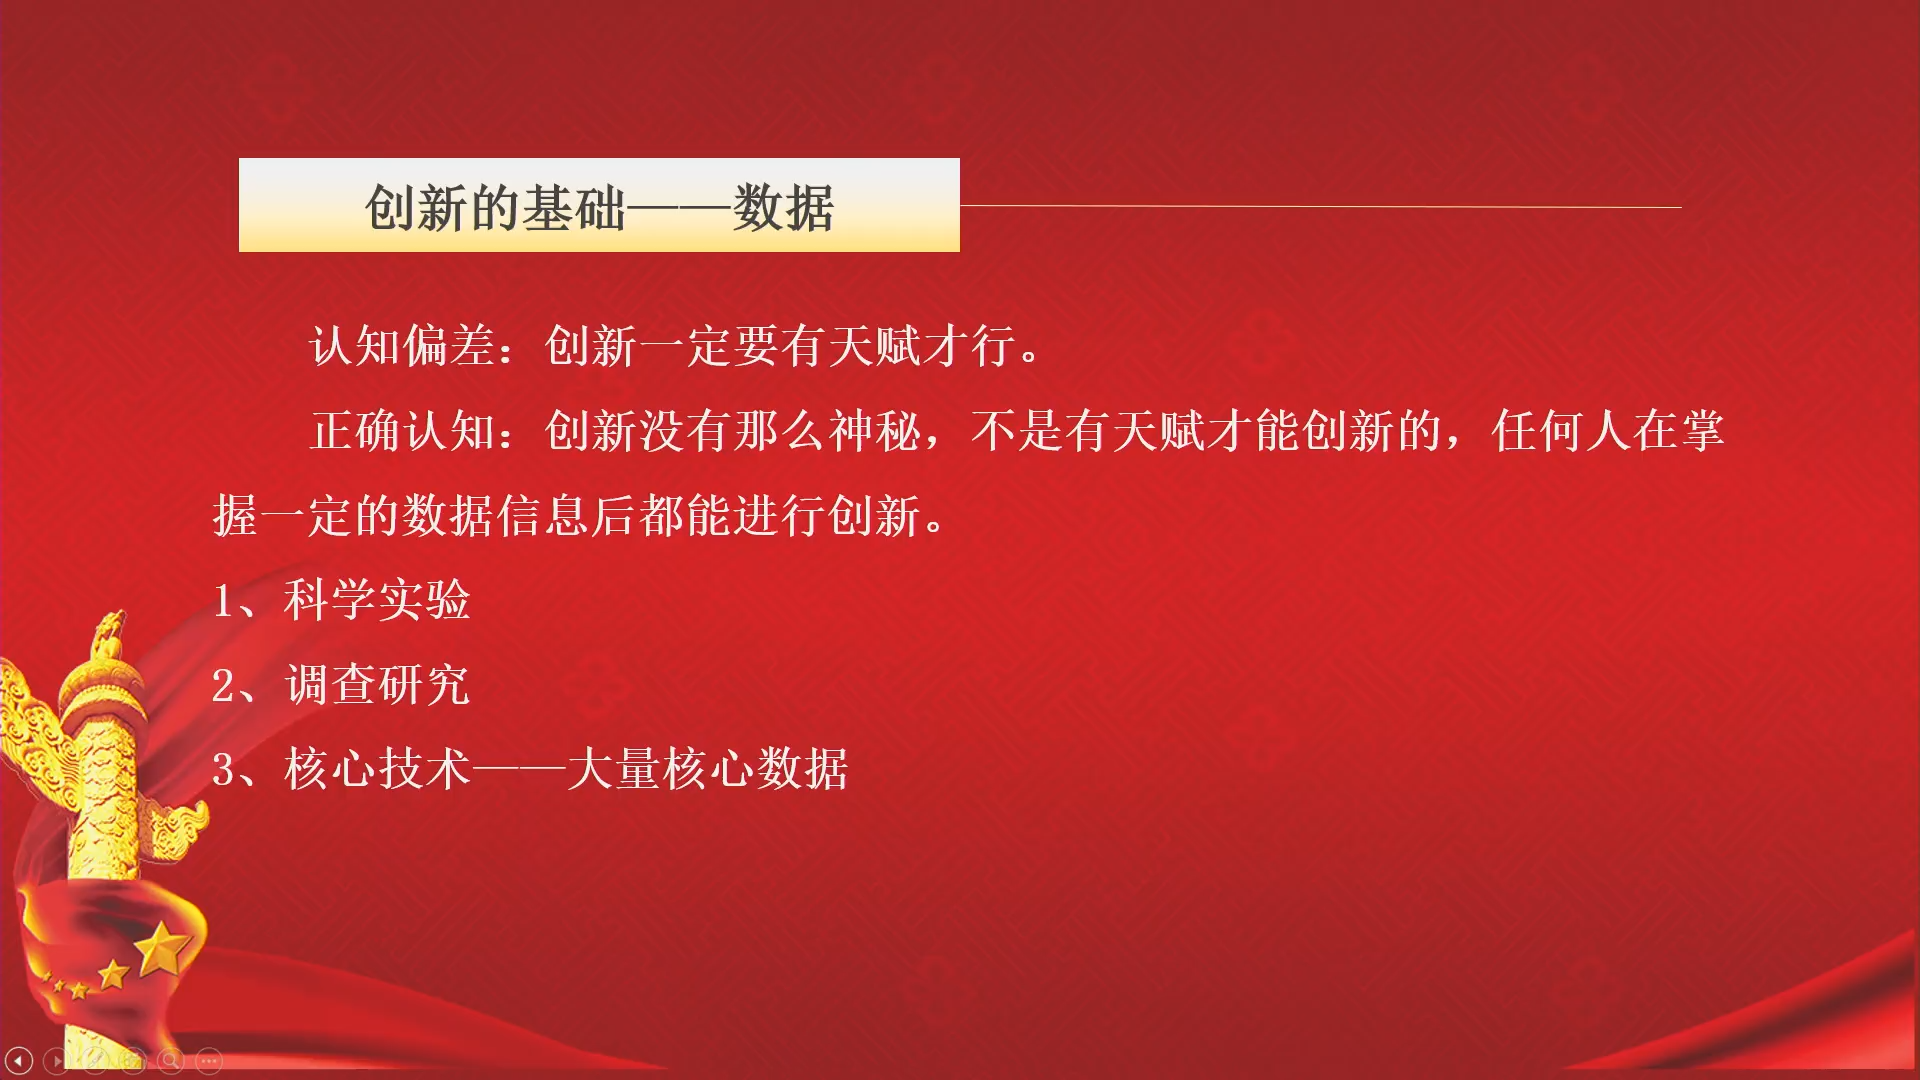 创新的基础——数据
认知偏差：创新一定要有天赋才行。
正确认知：创新没有那么神秘，不是有天赋才能创新的，任何人在掌
握一定的数据信息后都能进行创新。
1、科学实验
2、调查研究
3、核心技术——大量核心数据